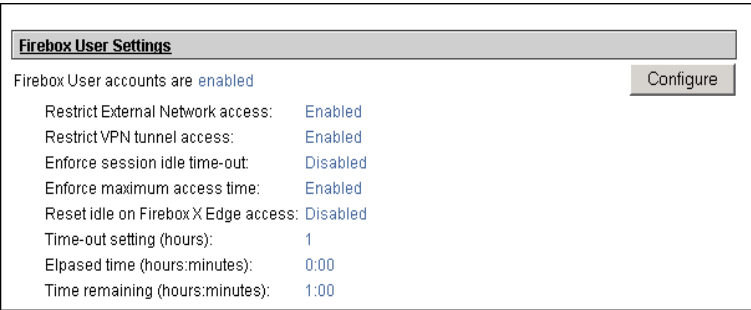 Firebox User Settings
Firebox User accounts are enabled
Configure
Restrict External Network access: Enabled
Restrict VPN tunnel access: Enabled
Enforce session idle time-out: Disabled
Enforce maximum access time: Enabled
Reset idle on Firebox X Edge access: Disabled
Time-out setting (hours): 1
Elpased time (hours:minutes): 0:00
Time remaining (hours:minutes): 1:00